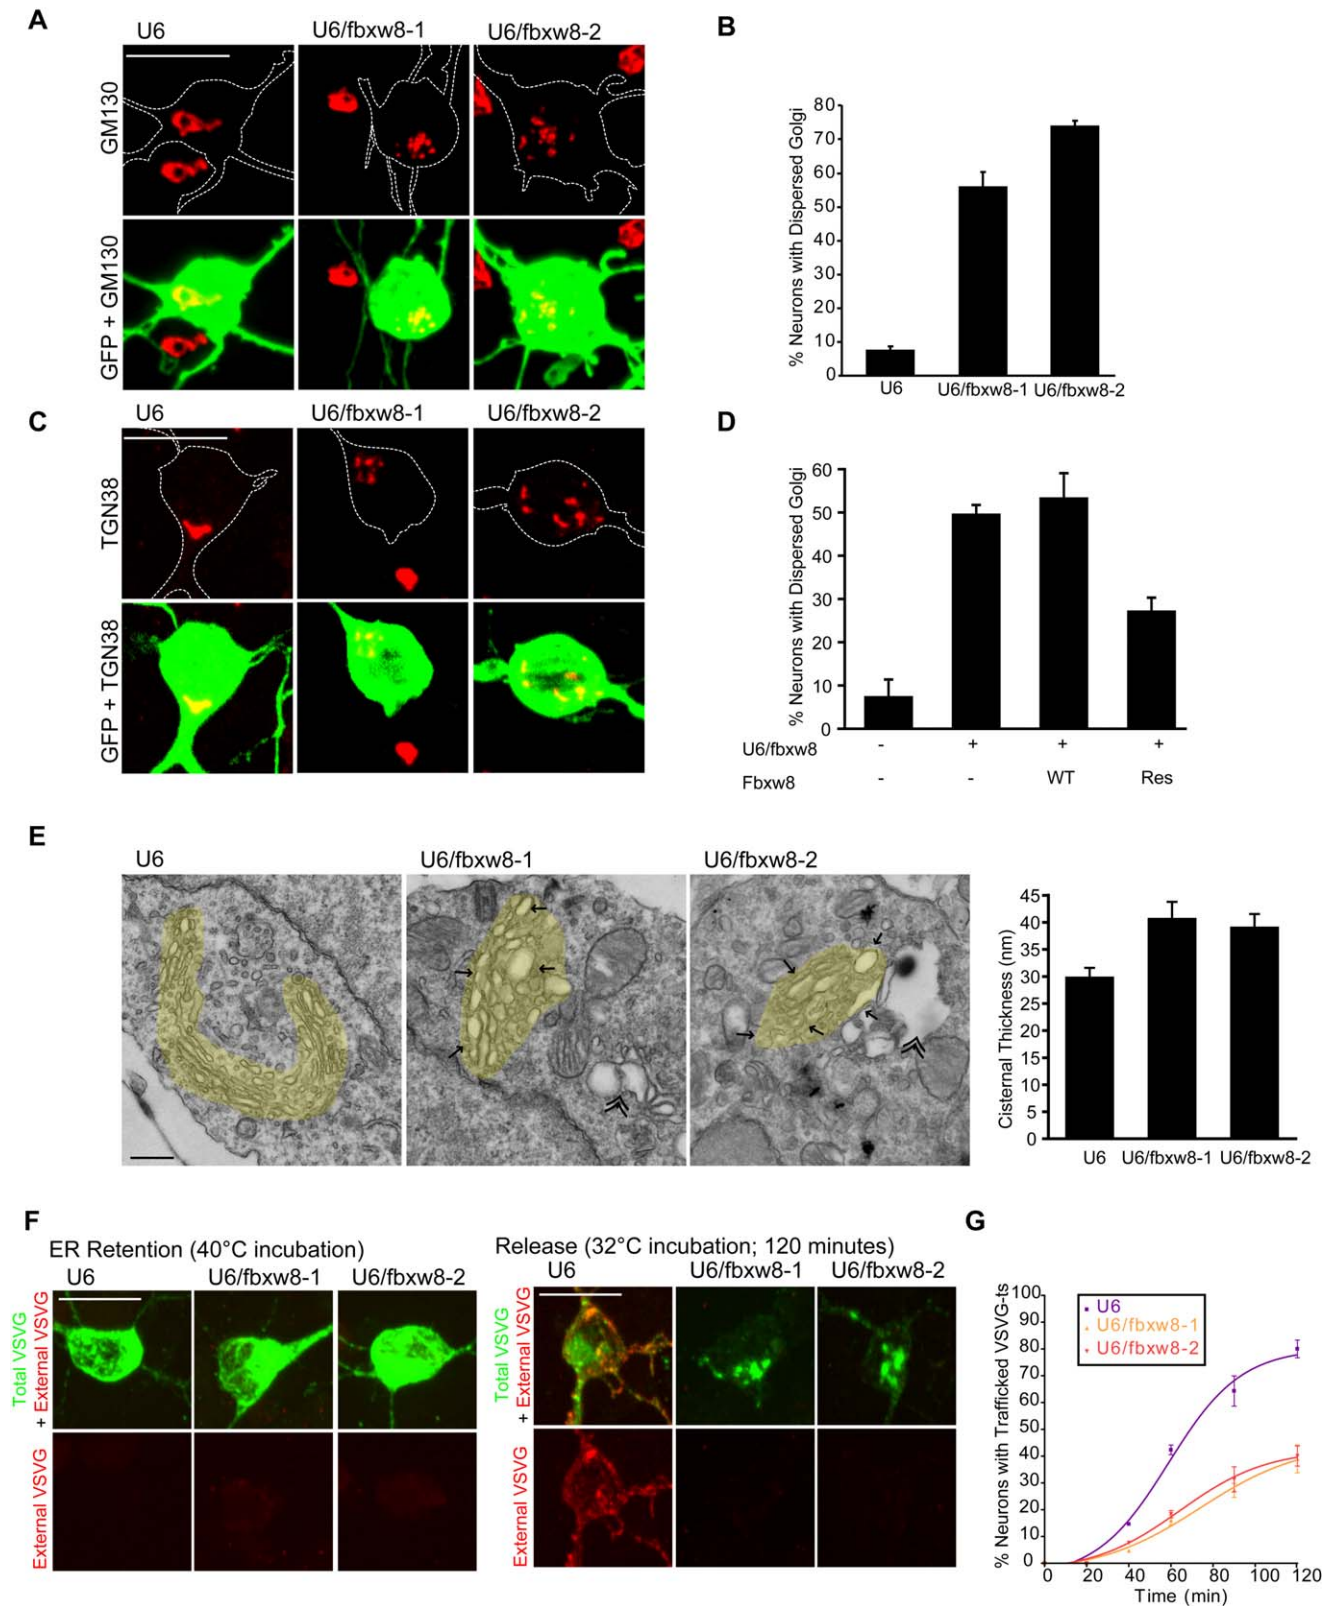 A
U6
U6/fbxw8-1
U6/fbxw8-2
GM130
GFP + GM130
B
% Neurons with Dispersed Golgi
80
70
60
50
40
30
20
10
0
U6
U6/fbxw8-1
U6/fbxw8-2
C
U6
U6/fbxw8-1
U6/fbxw8-2
TGN38
GFP + TGN38
D
% Neurons with Dispersed Golgi
60
50
40
30
20
10
0
U6/fbxw8 - + + +
Fbxw8 - - WT Res
E
U6
U6/fbxw8-1
U6/fbxw8-2
Cisternal Thickness (nm)
45
40
35
30
25
20
15
10
5
0
U6
U6/fbxw8-1
U6/fbxw8-2
F
ER Retention (40°C incubation)
U6
U6/fbxw8-1
U6/fbxw8-2
Total VSVG
+ External VSVG
External VSVG
Release (32°C incubation; 120 minutes)
U6
U6/fbxw8-1
U6/fbxw8-2
Total VSVG
+ External VSVG
External VSVG
G
% Neurons with Trafficked VSVG-ts
100
90
80
70
60
50
40
30
20
10
0
U6
U6/fbxw8-1
U6/fbxw8-2
0 20 40 60 80 100 120
Time (min)